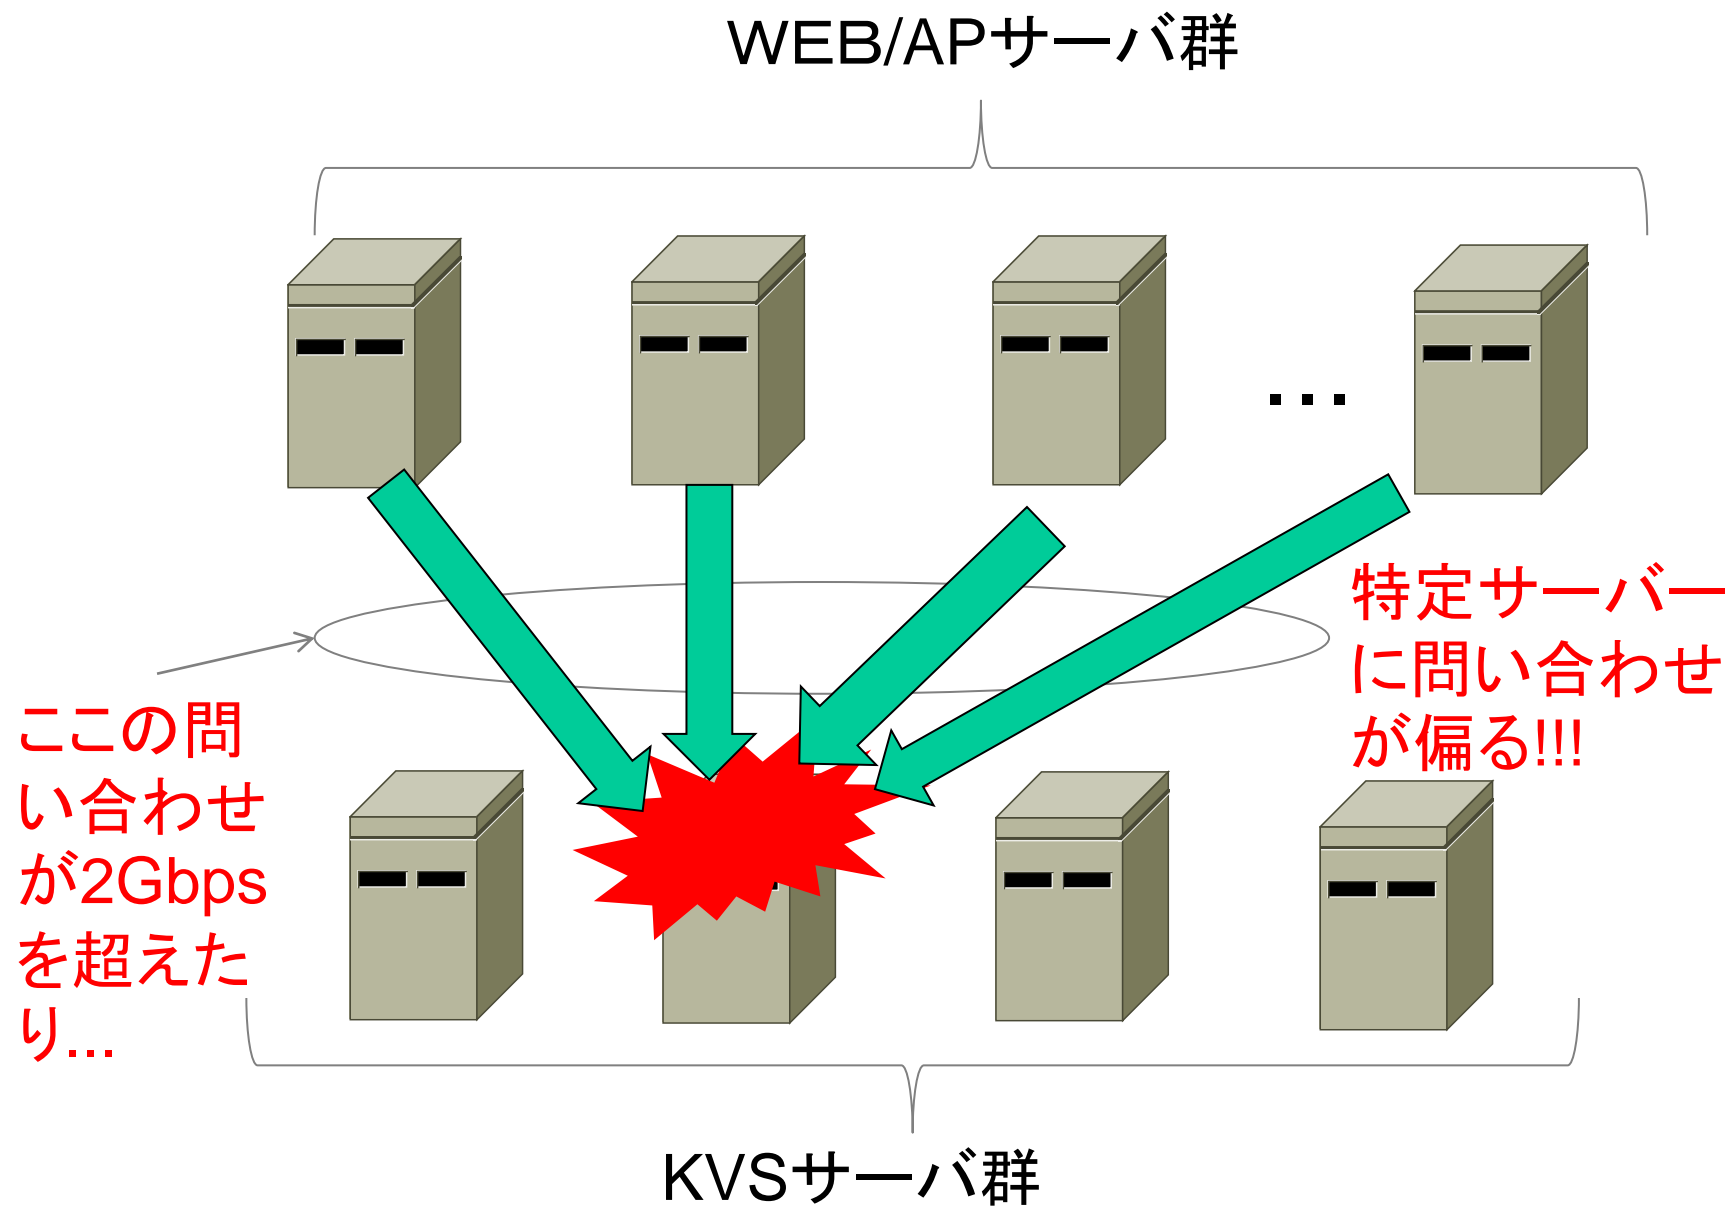 WEB/APサーバ群
…
特定サーバー
に問い合わせ
が偏る!!!
ここの問
い合わせ
が2Gbps
を超えた
り...
KVSサーバ群